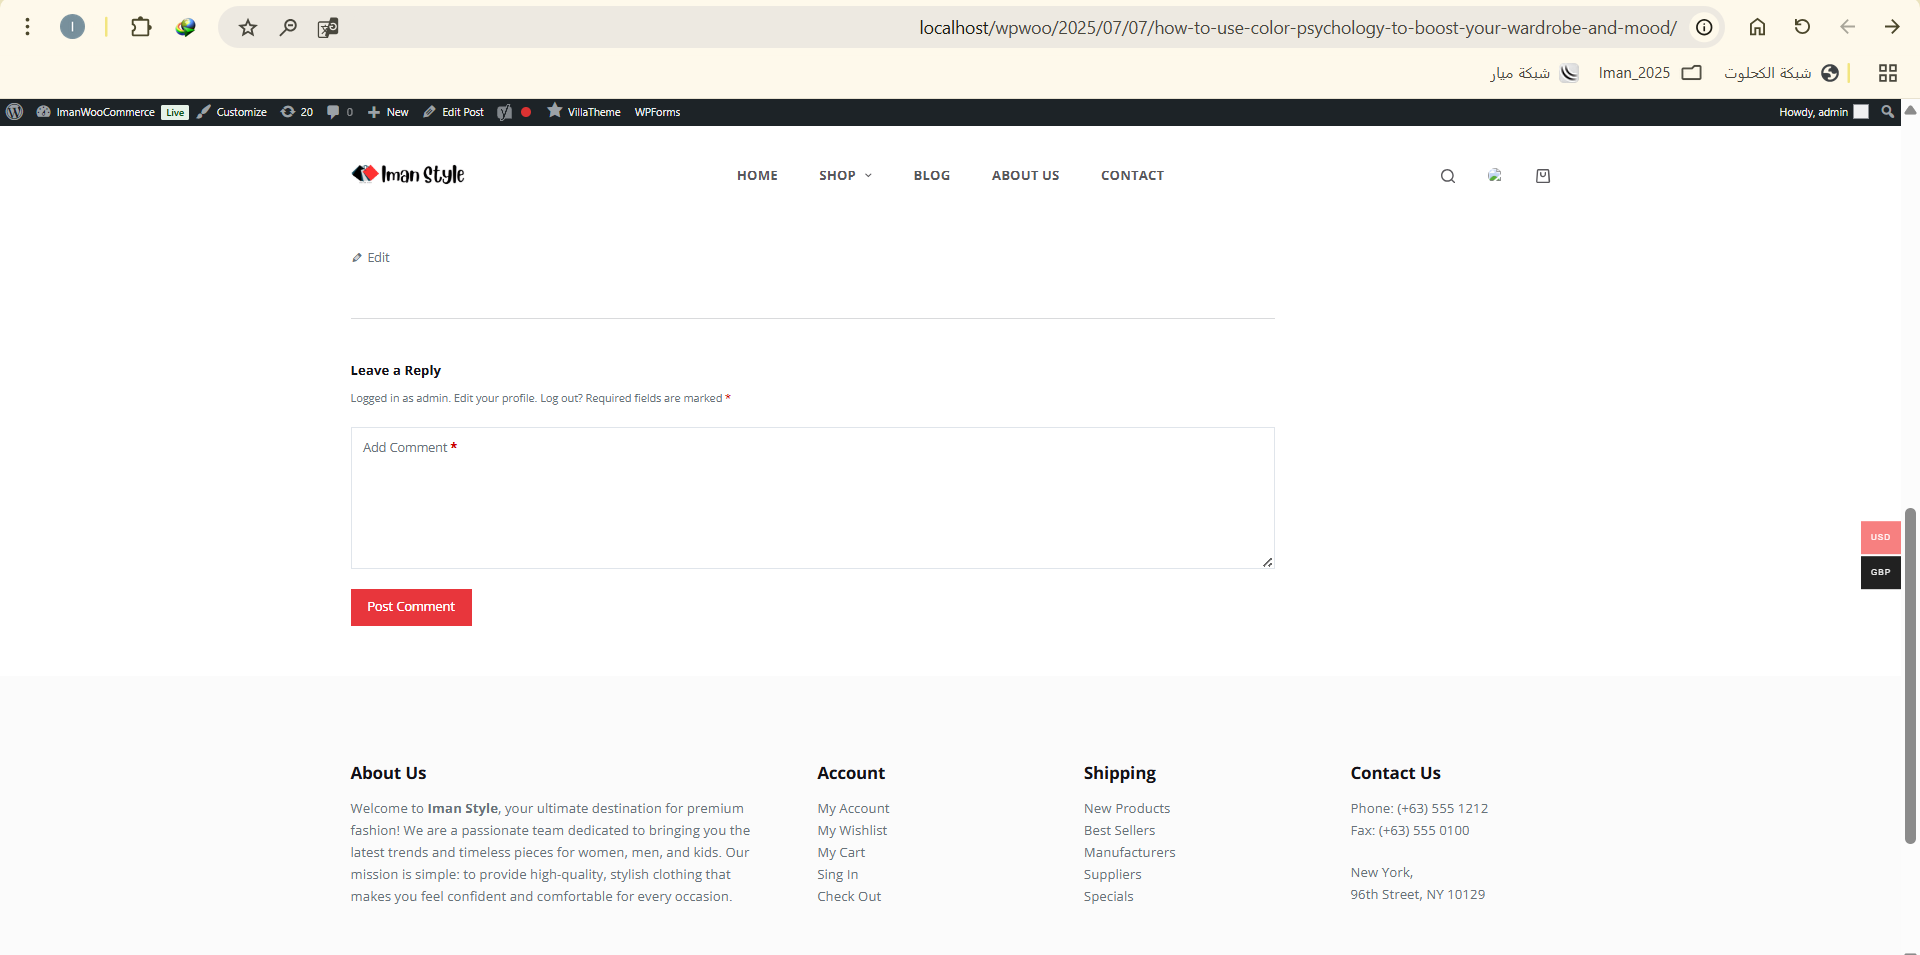 I
localhost/wpwoo/2025/07/07/how-to-use-color-psychology-to-boost-your-wardrobe-and-mood/
شبكة الكحلوت
Iman_2025
شبكة ميار
ImanWooCommerce Live Customize 20 0 New Edit Post VillaTheme WPForms Howdy, admin
Iman Style
HOME SHOP BLOG ABOUT US CONTACT
Edit
Leave a Reply
Logged in as admin. Edit your profile. Log out? Required fields are marked *
Add Comment *
Post Comment
USD
GBP
About Us
Welcome to Iman Style, your ultimate destination for premium
fashion! We are a passionate team dedicated to bringing you the
latest trends and timeless pieces for women, men, and kids. Our
mission is simple: to provide high-quality, stylish clothing that
makes you feel confident and comfortable for every occasion.
Account
My Account
My Wishlist
My Cart
Sing In
Check Out
Shipping
New Products
Best Sellers
Manufacturers
Suppliers
Specials
Contact Us
Phone: (+63) 555 1212
Fax: (+63) 555 0100
New York,
96th Street, NY 10129